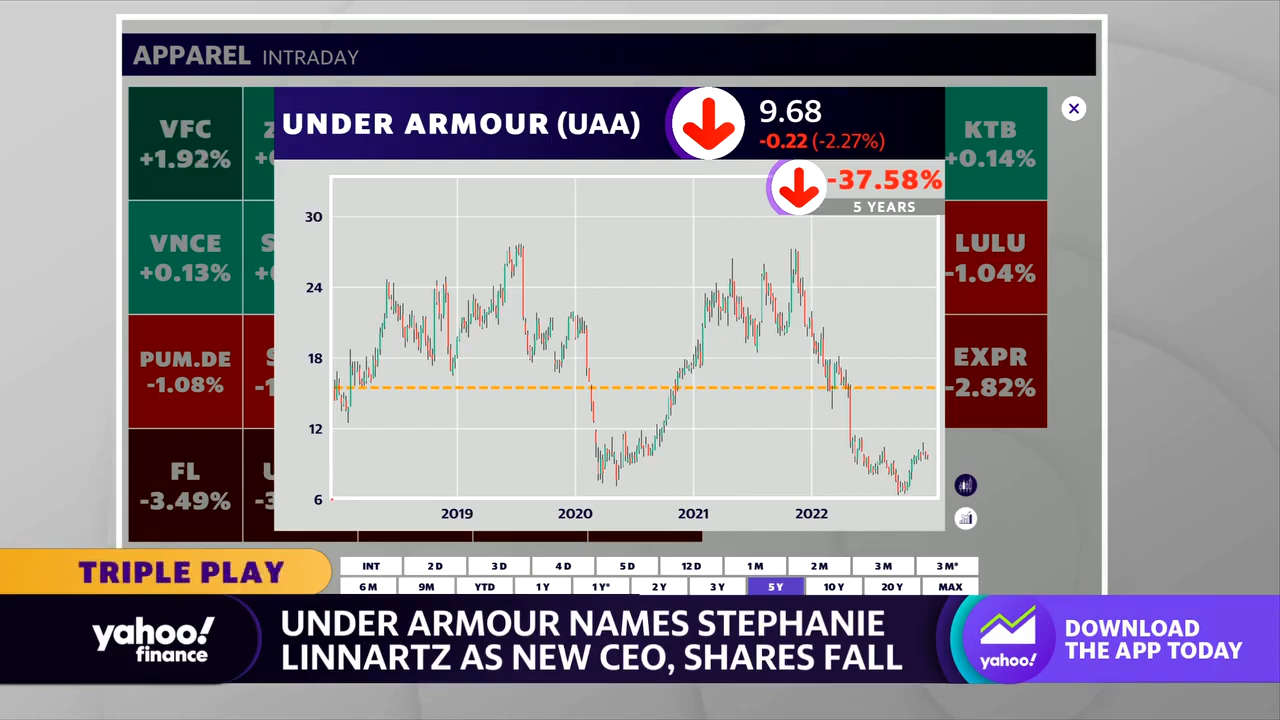 APPAREL INTRADAY
UNDER ARMOUR (UAA)
9.68
-0.22 (-2.27%)
-37.58%
5 YEARS
VFC
+1.92%
KTB
+0.14%
VNCE
+0.13%
LULU
-1.04%
PUM.DE
-1.08%
EXPR
-2.82%
FL
-3.49%
30
24
18
12
6
2019 2020 2021 2022
INT 2 D 3 D 4 D 5 D 12 D 1 M 2 M 3 M 3 M*
6 M 9M YTD 1 Y 1 Y* 2 Y 3 Y 5 Y 10 Y 20 Y MAX
TRIPLE PLAY
yahoo!
finance
UNDER ARMOUR NAMES STEPHANIE
LINNARTZ AS NEW CEO, SHARES FALL
yahoo!
DOWNLOAD
THE APP TODAY